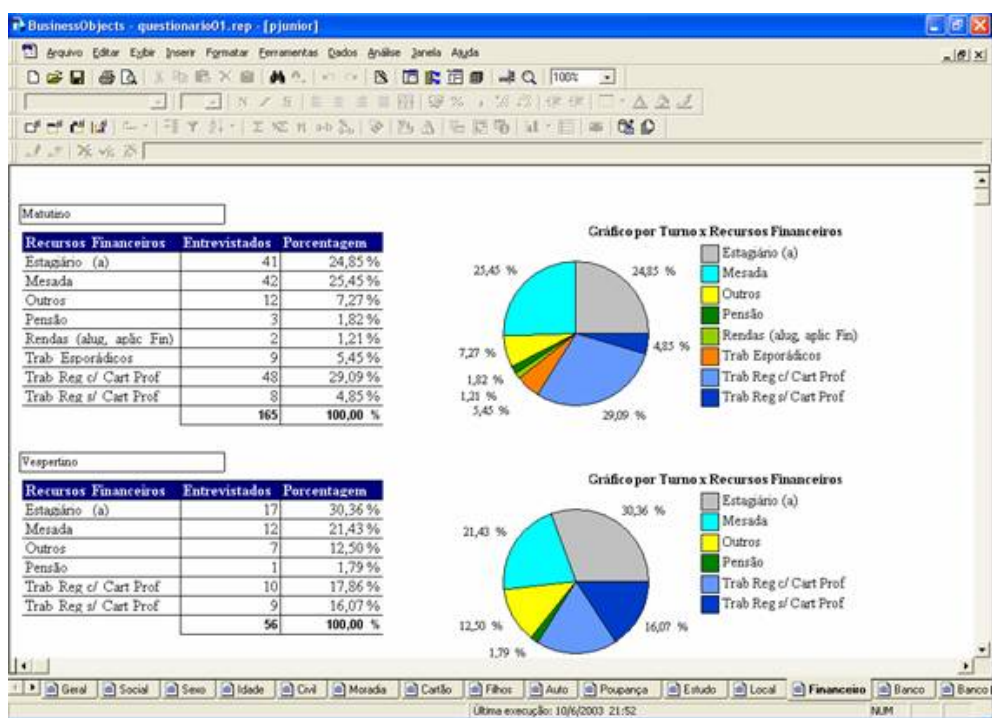 BusinessObjects - questionario01.rep - [pjunior]
Arquivo Editar Exibir Inserir Formatar Ferramentas Dados Análise Janela Ajuda
100%
Matutino
Recursos Financeiros Entrevistados Porcentagem
Estagiário (a) 41 24,85 %
Mesada 42 25,45 %
Outros 12 7,27 %
Pensão 3 1,82 %
Rendas (alug, aplic Fin) 2 1,21 %
Trab Esporádicos 9 5,45 %
Trab Reg c/ Cart Prof 48 29,09 %
Trab Reg s/ Cart Prof 8 4,85 %
165 100,00 %
Gráfico por Turno x Recursos Financeiros
25,45 %
24,85 %
4,85 %
7,27 %
1,82 %
1,21 %
5,45 %
29,09 %
Estagiário (a)
Mesada
Outros
Pensão
Rendas (alug, aplic Fin)
Trab Esporádicos
Trab Reg c/ Cart Prof
Trab Reg s/ Cart Prof
Vespertino
Recursos Financeiros Entrevistados Porcentagem
Estagiário (a) 17 30,36 %
Mesada 12 21,43 %
Outros 7 12,50 %
Pensão 1 1,79 %
Trab Reg c/ Cart Prof 10 17,86 %
Trab Reg s/ Cart Prof 9 16,07 %
56 100,00 %
Gráfico por Turno x Recursos Financeiros
30,36 %
21,43 %
12,50 %
1,79 %
16,07 %
Estagiário (a)
Mesada
Outros
Pensão
Trab Reg c/ Cart Prof
Trab Reg s/ Cart Prof
Geral Social Sexo Idade Civil Moradia Cartão Filhos Auto Poupança Estudo Local Financeiro Banco Banco
Última execução: 10/6/2003 21:52 NUM